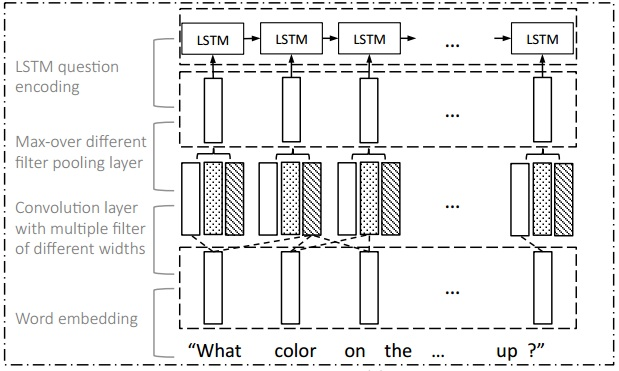 LSTM LSTM LSTM ... LSTM
LSTM question
encoding
...
Max-over different
filter pooling layer
...
Convolution layer
with multiple filter
of different widths
...
Word embedding
"What color on the ... up ?"